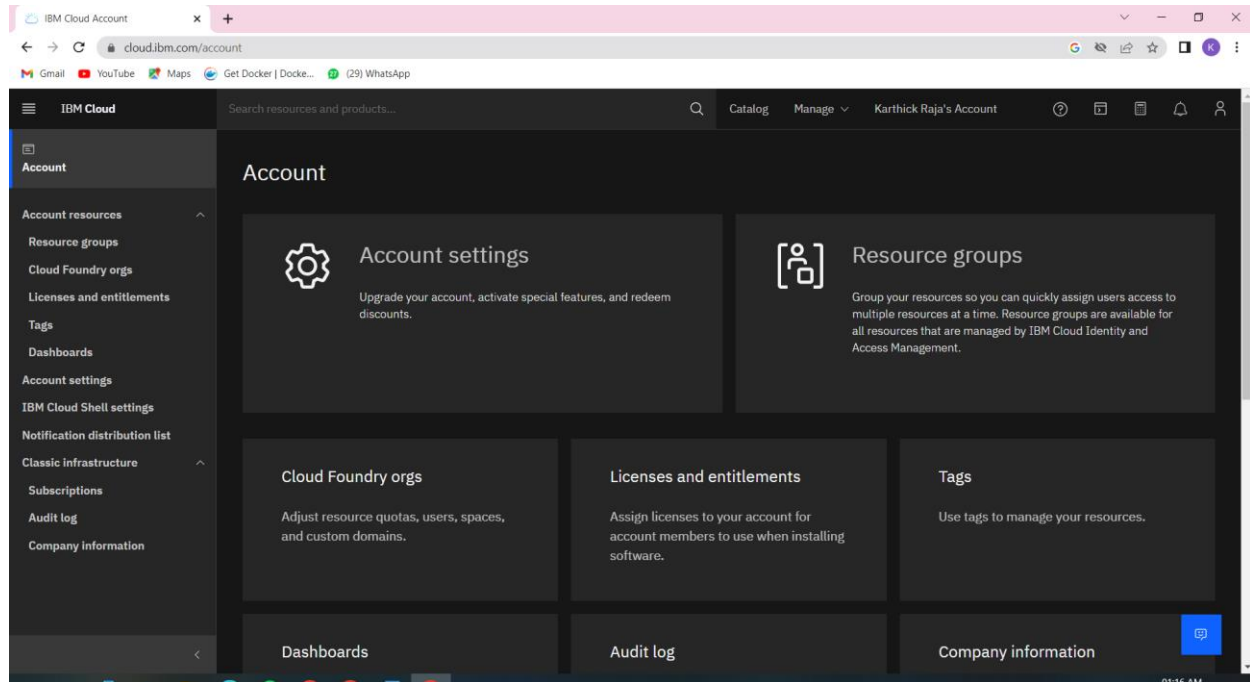 IBM Cloud Account
cloud.ibm.com/account
G
K
Gmail YouTube Maps Get Docker | Docke... (29) WhatsApp
IBM Cloud Search resources and products... Catalog Manage Karthick Raja's Account
Account
Account resources
Resource groups
Cloud Foundry orgs
Licenses and entitlements
Tags
Dashboards
Account settings
IBM Cloud Shell settings
Notification distribution list
Classic infrastructure
Subscriptions
Audit log
Company information
Account
Account settings
Upgrade your account, activate special features, and redeem
discounts.
Resource groups
Group your resources so you can quickly assign users access to
multiple resources at a time. Resource groups are available for
all resources that are managed by IBM Cloud Identity and
Access Management.
Cloud Foundry orgs
Adjust resource quotas, users, spaces,
and custom domains.
Licenses and entitlements
Assign licenses to your account for
account members to use when installing
software.
Tags
Use tags to manage your resources.
Dashboards
Audit log
Company information
01:16 AM